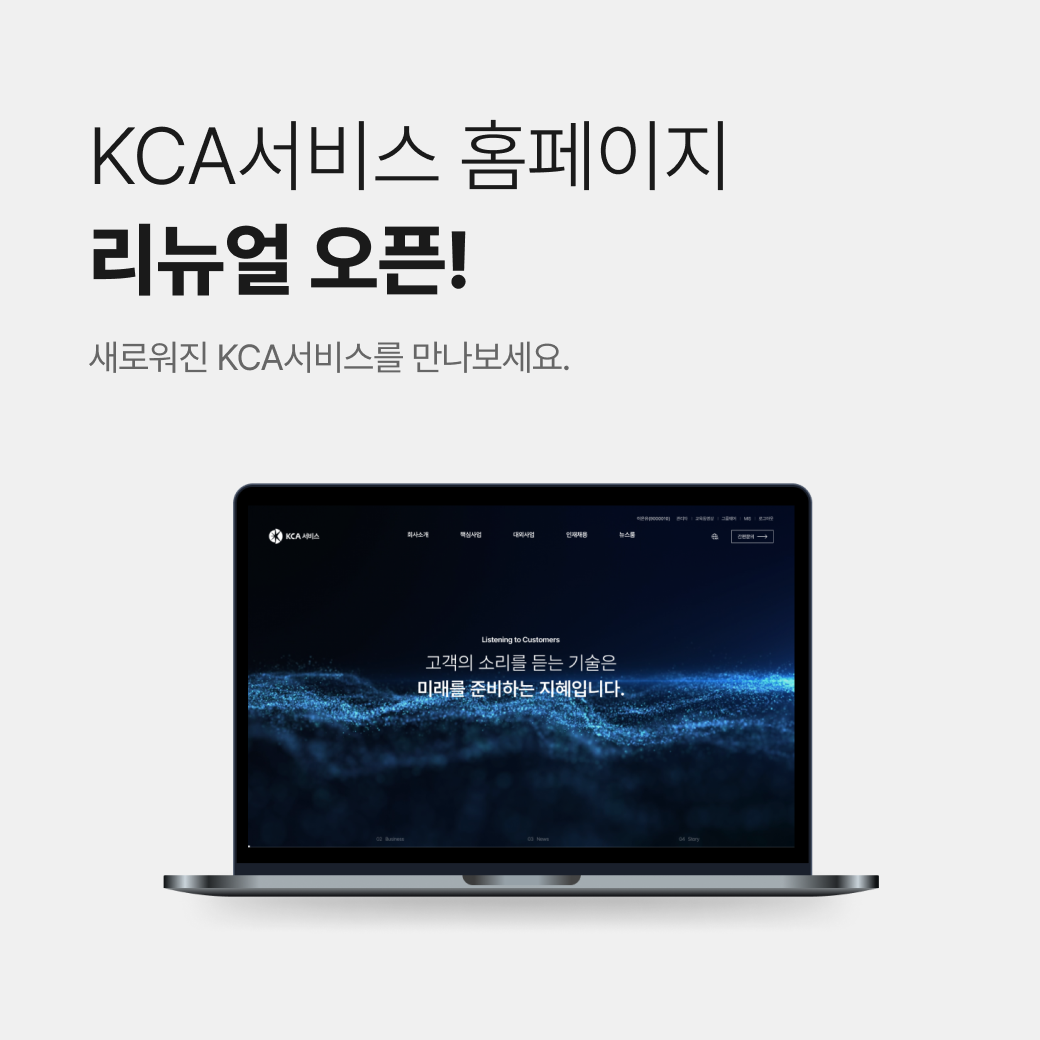 KCA서비스 홈페이지
리뉴얼 오픈!
새로워진 KCA서비스를 만나보세요.
KCA 서비스
회사소개 핵심사업 대외사업 인재채용 뉴스룸
Listening to Customers
고객의 소리를 듣는 기술은
미래를 준비하는 지혜입니다.
02 Business 03 News 04 Story